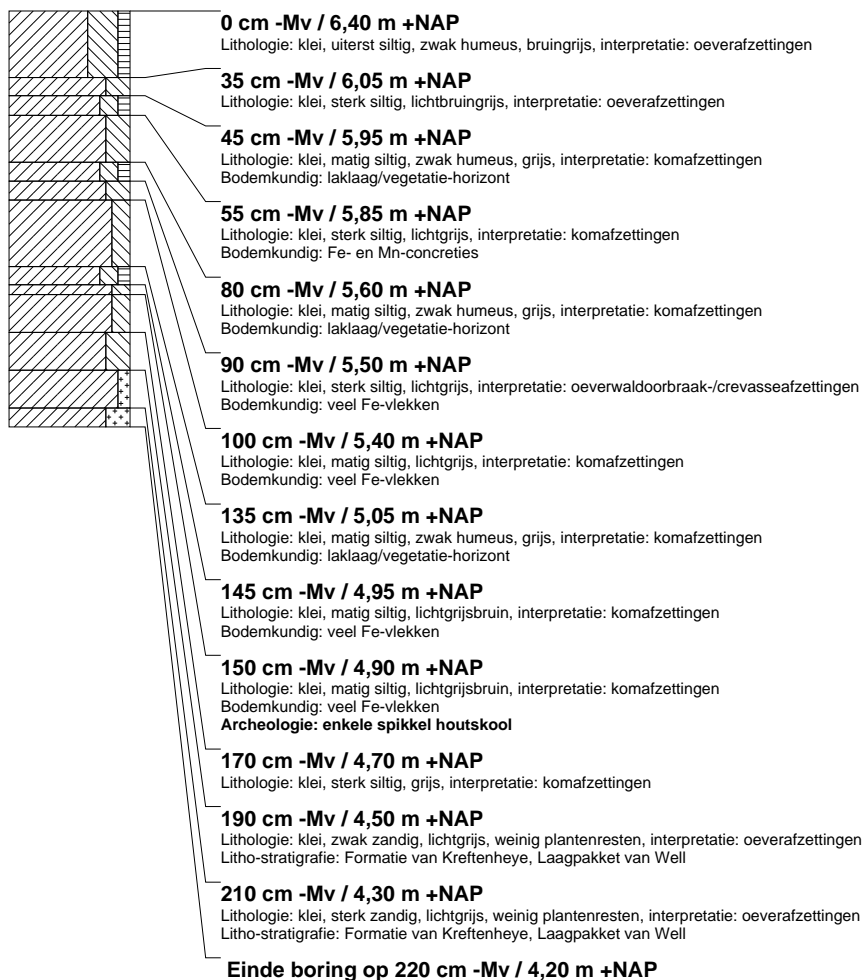 0 cm -Mv / 6,40 m +NAP
Lithologie: klei, uiterst siltig, zwak humeus, bruingrijs, interpretatie: oeverafzettingen
35 cm -Mv / 6,05 m +NAP
Lithologie: klei, sterk siltig, lichtbruingrijs, interpretatie: oeverafzettingen
45 cm -Mv / 5,95 m +NAP
Lithologie: klei, matig siltig, zwak humeus, grijs, interpretatie: komafzettingen
Bodemkundig: laklaag/vegetatie-horizont
55 cm -Mv / 5,85 m +NAP
Lithologie: klei, sterk siltig, lichtgrijs, interpretatie: komafzettingen
Bodemkundig: Fe- en Mn-concreties
80 cm -Mv / 5,60 m +NAP
Lithologie: klei, matig siltig, zwak humeus, grijs, interpretatie: komafzettingen
Bodemkundig: laklaag/vegetatie-horizont
90 cm -Mv / 5,50 m +NAP
Lithologie: klei, sterk siltig, lichtgrijs, interpretatie: oeverwaldoorbraak-/crevasseafzettingen
Bodemkundig: veel Fe-vlekken
100 cm -Mv / 5,40 m +NAP
Lithologie: klei, matig siltig, lichtgrijs, interpretatie: komafzettingen
Bodemkundig: veel Fe-vlekken
135 cm -Mv / 5,05 m +NAP
Lithologie: klei, matig siltig, zwak humeus, grijs, interpretatie: komafzettingen
Bodemkundig: laklaag/vegetatie-horizont
145 cm -Mv / 4,95 m +NAP
Lithologie: klei, matig siltig, lichtgrijsbruin, interpretatie: komafzettingen
Bodemkundig: veel Fe-vlekken
150 cm -Mv / 4,90 m +NAP
Lithologie: klei, matig siltig, lichtgrijsbruin, interpretatie: komafzettingen
Bodemkundig: veel Fe-vlekken
Archeologie: enkele spikkel houtskool
170 cm -Mv / 4,70 m +NAP
Lithologie: klei, sterk siltig, grijs, interpretatie: komafzettingen
190 cm -Mv / 4,50 m +NAP
Lithologie: klei, zwak zandig, lichtgrijs, weinig plantenresten, interpretatie: oeverafzettingen
Litho-stratigrafie: Formatie van Kreftenheye, Laagpakket van Well
210 cm -Mv / 4,30 m +NAP
Lithologie: klei, sterk zandig, lichtgrijs, weinig plantenresten, interpretatie: oeverafzettingen
Litho-stratigrafie: Formatie van Kreftenheye, Laagpakket van Well
Einde boring op 220 cm -Mv / 4,20 m +NAP